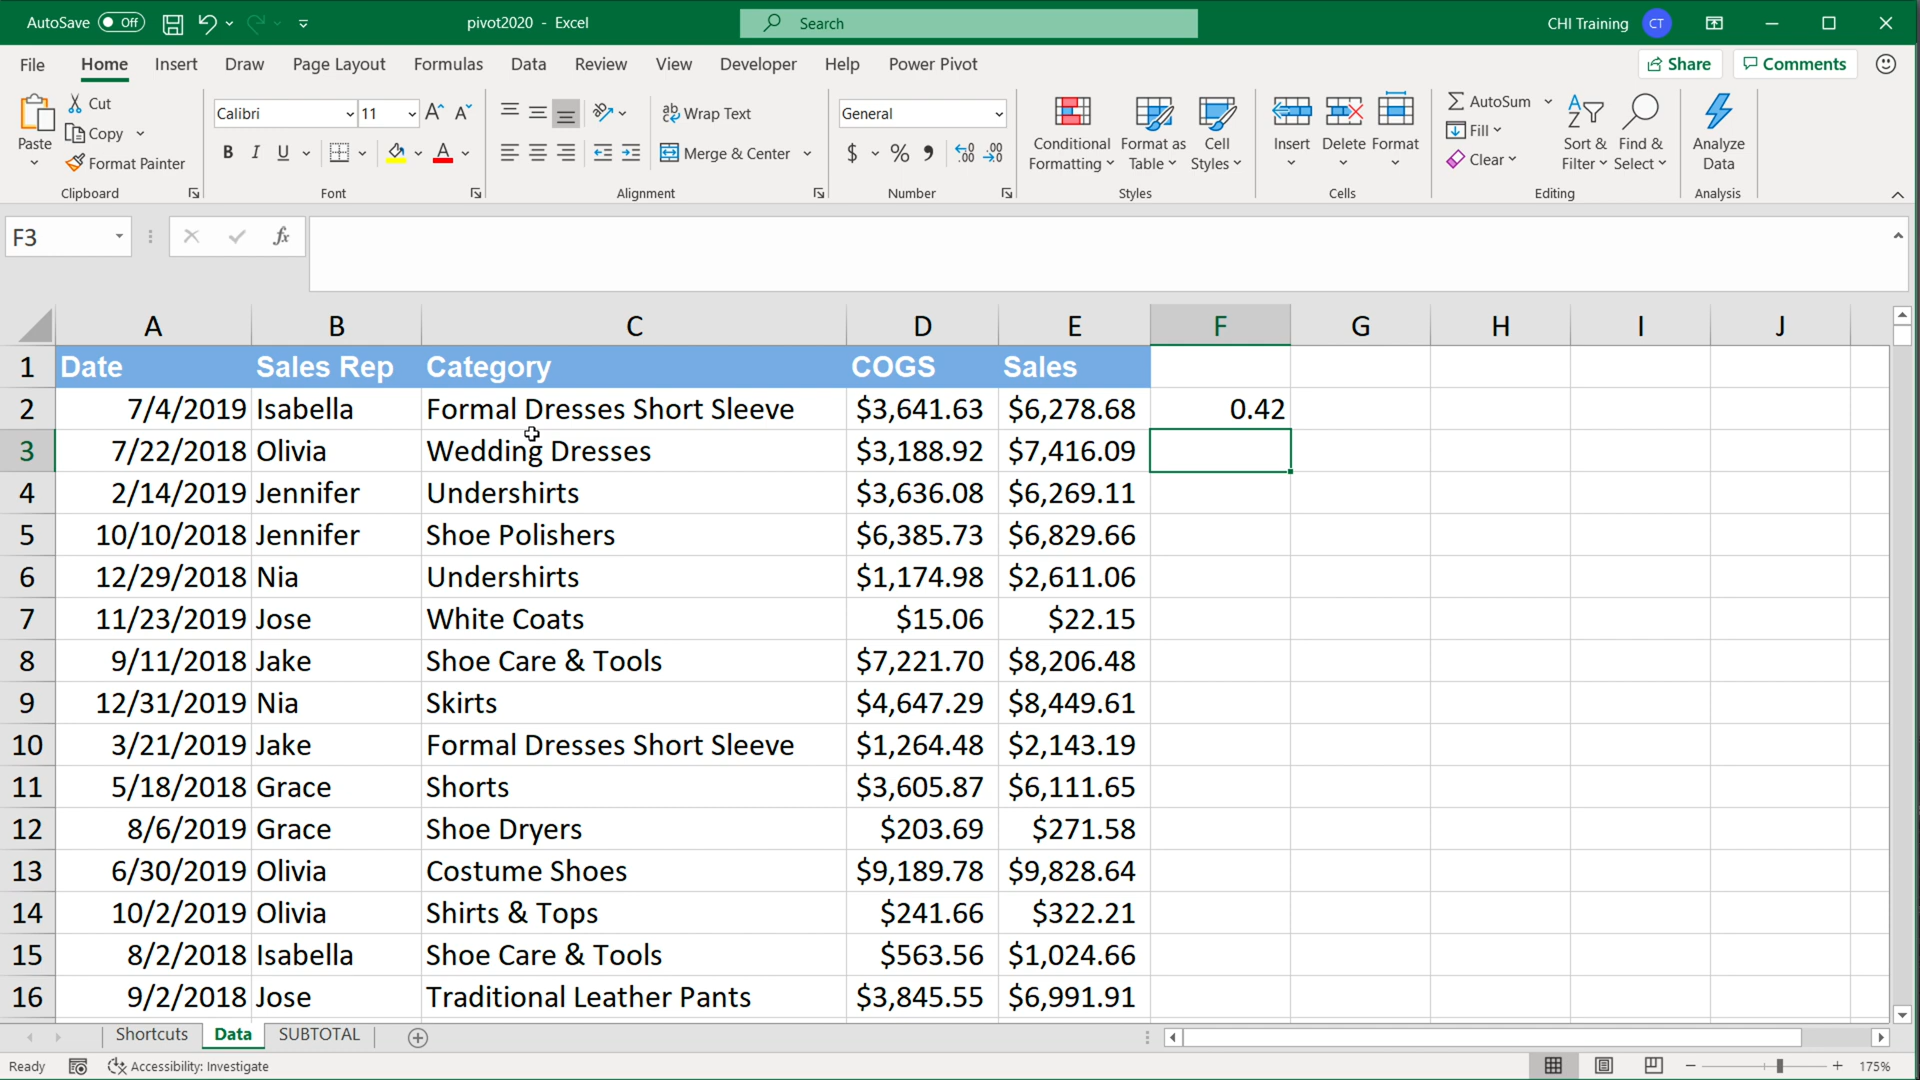 AutoSave Off pivot2020 - Excel Search CHI Training CT
File Home Insert Draw Page Layout Formulas Data Review View Developer Help Power Pivot Share Comments
Paste Cut Copy Format Painter
Calibri 11
B I U A
ab Wrap Text
Merge & Center
General
$ % 9 .00 .00
Conditional Formatting Format as Table Cell Styles
Insert Delete Format
AutoSum Fill Clear
Sort & Filter Find & Select
Analyze Data
Clipboard Font Alignment Number Styles Cells Editing Analysis
F3 fx
A B C D E F G H I J
1 Date Sales Rep Category COGS Sales
2 7/4/2019 Isabella Formal Dresses Short Sleeve $3,641.63 $6,278.68 0.42
3 7/22/2018 Olivia Wedding Dresses $3,188.92 $7,416.09
4 2/14/2019 Jennifer Undershirts $3,636.08 $6,269.11
5 10/10/2018 Jennifer Shoe Polishers $6,385.73 $6,829.66
6 12/29/2018 Nia Undershirts $1,174.98 $2,611.06
7 11/23/2019 Jose White Coats $15.06 $22.15
8 9/11/2018 Jake Shoe Care & Tools $7,221.70 $8,206.48
9 12/31/2019 Nia Skirts $4,647.29 $8,449.61
10 3/21/2019 Jake Formal Dresses Short Sleeve $1,264.48 $2,143.19
11 5/18/2018 Grace Shorts $3,605.87 $6,111.65
12 8/6/2019 Grace Shoe Dryers $203.69 $271.58
13 6/30/2019 Olivia Costume Shoes $9,189.78 $9,828.64
14 10/2/2019 Olivia Shirts & Tops $241.66 $322.21
15 8/2/2018 Isabella Shoe Care & Tools $563.56 $1,024.66
16 9/2/2018 Jose Traditional Leather Pants $3,845.55 $6,991.91
Shortcuts Data SUBTOTAL
Ready Accessibility: Investigate 175%